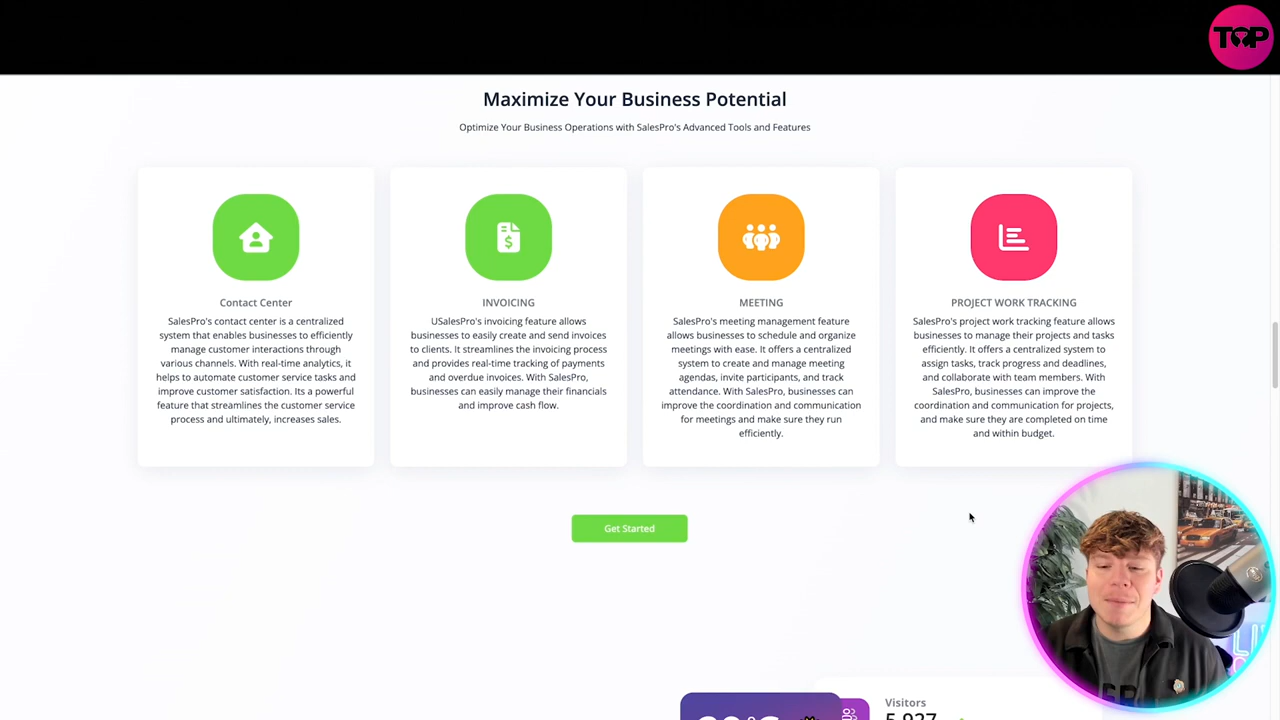 TOP
Maximize Your Business Potential
Optimize Your Business Operations with SalesPro's Advanced Tools and Features
Contact Center
SalesPro's contact center is a centralized
system that enables businesses to efficiently
manage customer interactions through
various channels. With real-time analytics, it
helps to automate customer service tasks and
improve customer satisfaction. Its a powerful
feature that streamlines the customer service
process and ultimately, increases sales.
INVOICING
USalesPro's invoicing feature allows
businesses to easily create and send invoices
to clients. It streamlines the invoicing process
and provides real-time tracking of payments
and overdue invoices. With SalesPro,
businesses can easily manage their financials
and improve cash flow.
MEETING
SalesPro's meeting management feature
allows businesses to schedule and organize
meetings with ease. It offers a centralized
system to create and manage meeting
agendas, invite participants, and track
attendance. With SalesPro, businesses can
improve the coordination and communication
for meetings and make sure they run
efficiently.
PROJECT WORK TRACKING
SalesPro's project work tracking feature allows
businesses to manage their projects and tasks
efficiently. It offers a centralized system to
assign tasks, track progress and deadlines,
and collaborate with team members. With
SalesPro, businesses can improve the
coordination and communication for projects,
and make sure they are completed on time
and within budget.
Get Started
Visitors
5,927